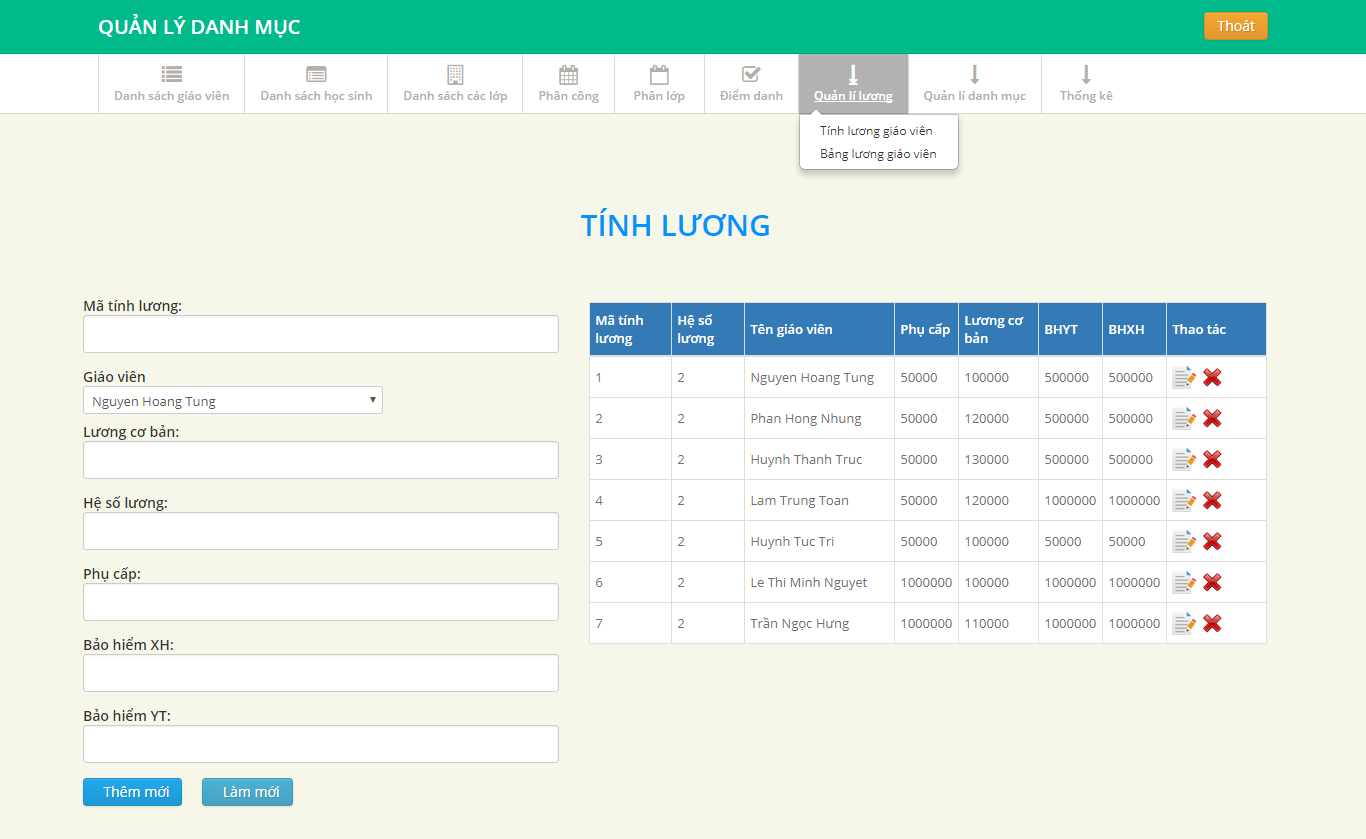 QUẢN LÝ DANH MỤC
Thoát
Danh sách giáo viên
Danh sách học sinh
Danh sách các lớp
Phân công
Phân lớp
Điểm danh
Quản lí lương
Quản lí danh mục
Thống kê
Tính lương giáo viên
Bảng lương giáo viên
TÍNH LƯƠNG
Mã tính lương:
Giáo viên
Nguyen Hoang Tung
Lương cơ bản:
Hệ số lương:
Phụ cấp:
Bảo hiểm XH:
Bảo hiểm YT:
Thêm mới Làm mới
Mã tính lương Hệ số lương Tên giáo viên Phụ cấp Lương cơ bản BHYT BHXH Thao tác
1 2 Nguyen Hoang Tung 50000 100000 500000 500000
2 2 Phan Hong Nhung 50000 120000 500000 500000
3 2 Huynh Thanh Truc 50000 130000 500000 500000
4 2 Lam Trung Toan 50000 120000 1000000 1000000
5 2 Huynh Tuc Tri 50000 100000 50000 50000
6 2 Le Thi Minh Nguyet 1000000 100000 1000000 1000000
7 2 Trần Ngọc Hưng 1000000 110000 1000000 1000000